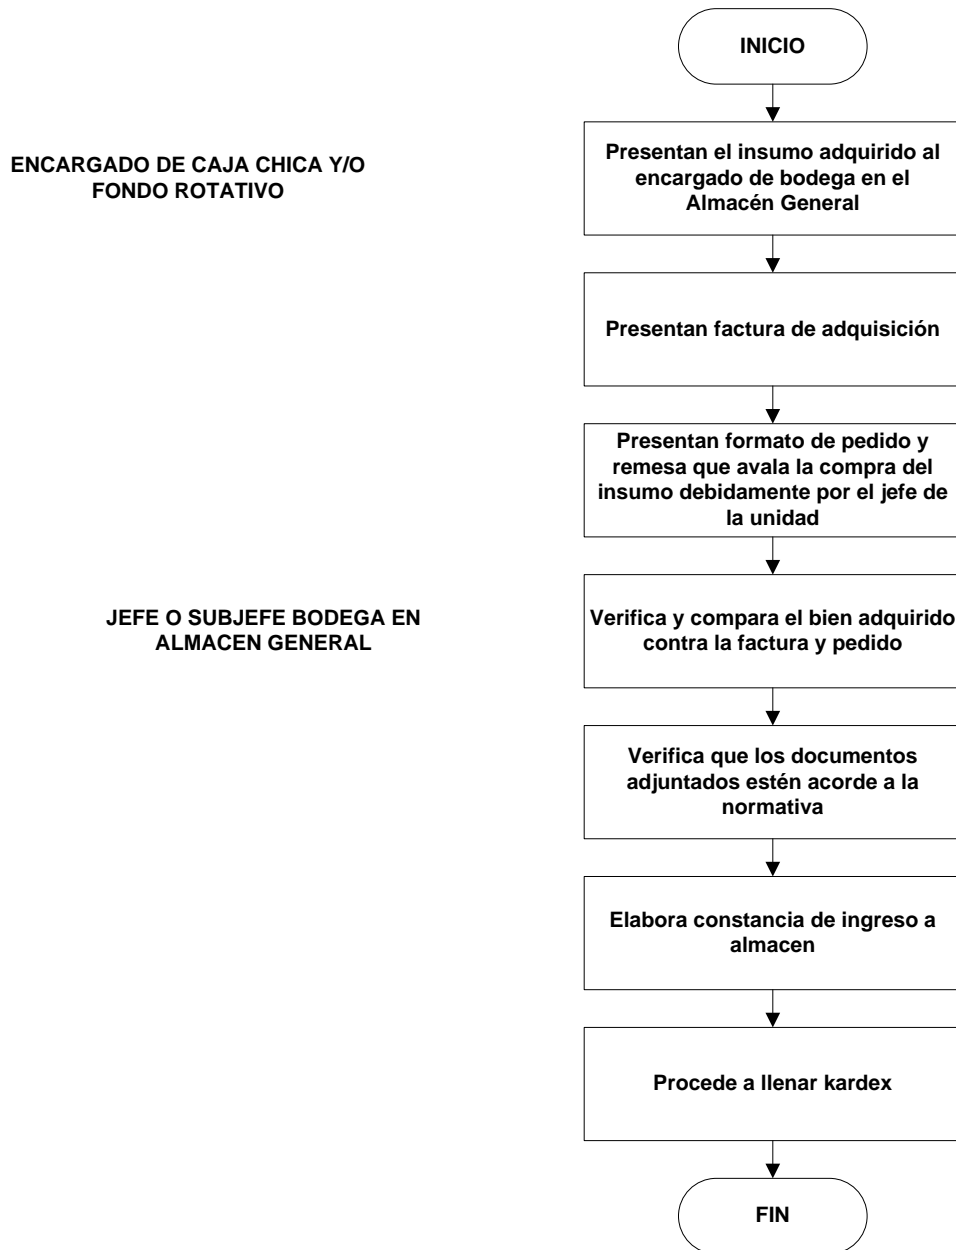 INICIO
ENCARGADO DE CAJA CHICA Y/O
FONDO ROTATIVO
Presentan el insumo adquirido al
encargado de bodega en el
Almacén General
Presentan factura de adquisición
Presentan formato de pedido y
remesa que avala la compra del
insumo debidamente por el jefe de
la unidad
JEFE O SUBJEFE BODEGA EN
ALMACEN GENERAL
Verifica y compara el bien adquirido
contra la factura y pedido
Verifica que los documentos
adjuntados estén acorde a la
normativa
Elabora constancia de ingreso a
almacen
Procede a llenar kardex
FIN